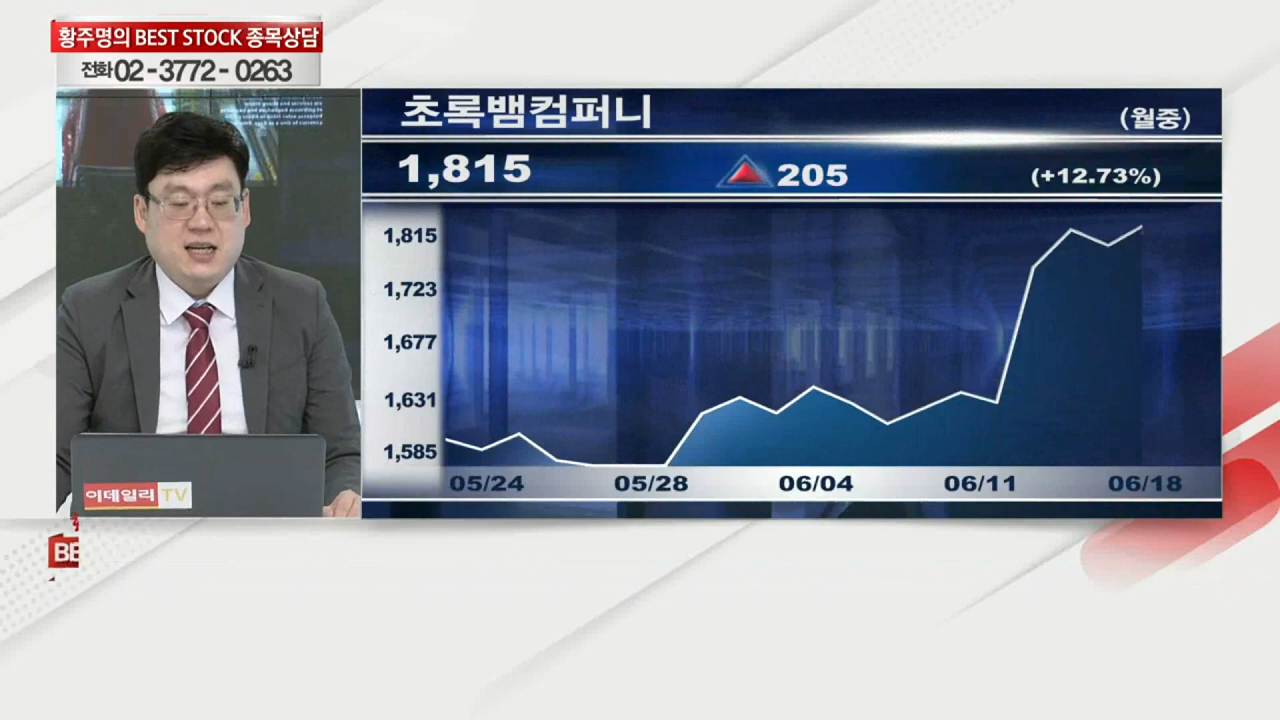 황주명의 BEST STOCK 종목상담
전화 02-3772-0263
초록뱀컴퍼니
(월중)
1,815
205
(+12.73%)
1,815
1,723
1,677
1,631
1,585
05/24
05/28
06/04
06/11
06/18
이데일리 TV
BE